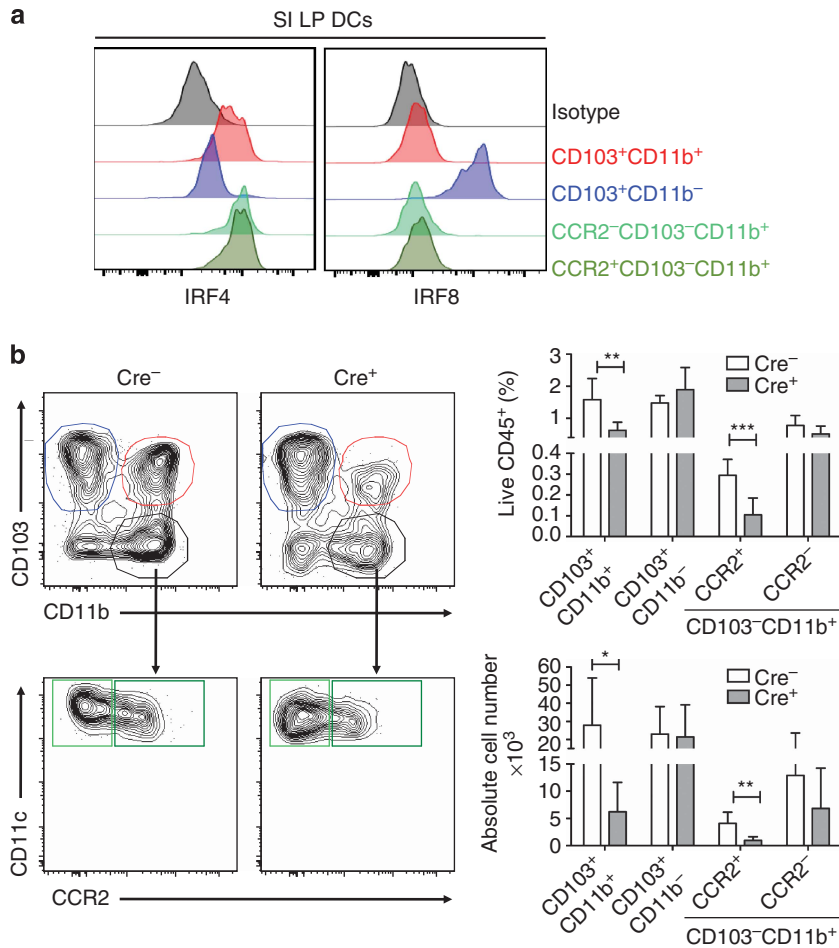 a
SI LP DCs
Isotype
CD103⁺CD11b⁺
CD103⁺CD11b⁻
CCR2⁻CD103⁻CD11b⁺
CCR2⁺CD103⁻CD11b⁺
IRF4
IRF8
b
Cre⁻
Cre⁺
CD103
CD11b
CD11c
CCR2
Live CD45⁺ (%)
3
2
1
0.4
0.3
0.2
0.1
0.0
**
***
Cre⁻
Cre⁺
CD103⁺
CD11b⁺
CD103⁺
CD11b⁻
CCR2⁺
CCR2⁻
CD103⁻CD11b⁺
Absolute cell number
×10³
60
50
40
30
20
15
10
5
0
*
**
Cre⁻
Cre⁺
CD103⁺
CD11b⁺
CD103⁺
CD11b⁻
CCR2⁺
CCR2⁻
CD103⁻CD11b⁺